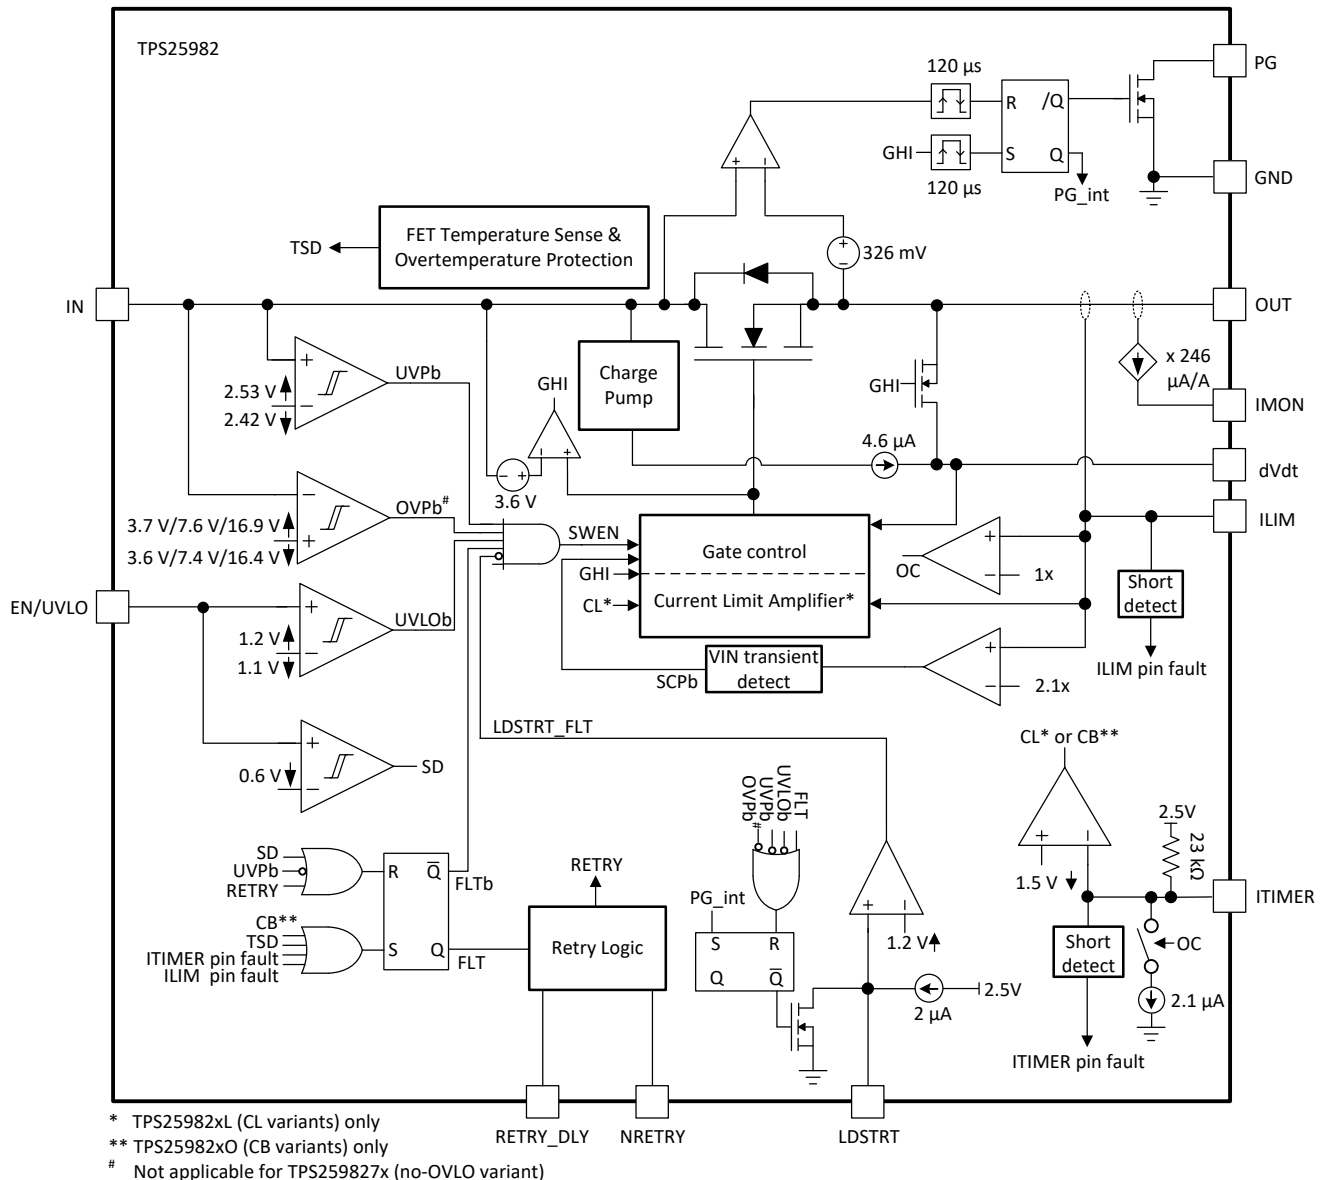 TPS25982
120 µs
PG
R
/Q
GHI
S
Q
120 µs
PG_int
GND
+
−
FET Temperature Sense &
Overtemperature Protection
TSD
+
−
326 mV
IN
OUT
+
−
UVPb
2.53 V
2.42 V
GHI
Charge
Pump
GHI
x 246
µA/A
IMON
−
+
− +
3.6 V
4.6 µA
dVdt
−
+
OVPb#
3.7 V/7.6 V/16.9 V
3.6 V/7.4 V/16.4 V
SWEN
GHI
CL*
Gate control
Current Limit Amplifier*
OC
+
−
1x
ILIM
Short
detect
ILIM pin fault
EN/UVLO
+
−
UVLOb
1.2 V
1.1 V
SCPb
VIN transient
detect
+
−
2.1x
LDSTRT_FLT
+
−
0.6 V
SD
CL* or CB**
+
−
1.5 V
2.5V
23 kΩ
ITIMER
OVPb#
UVPb
UVLOb
FLT
SD
UVPb
RETRY
R
Q
FLTb
CB**
TSD
ITIMER pin fault
ILIM pin fault
S
Q
FLT
RETRY
Retry Logic
PG_int
S
R
Q
Q
+
−
1.2 V
2.5V
2 µA
Short
detect
OC
2.1 µA
ITIMER pin fault
RETRY_DLY
NRETRY
LDSTRT
* TPS25982xL (CL variants) only
** TPS25982xO (CB variants) only
# Not applicable for TPS259827x (no-OVLO variant)